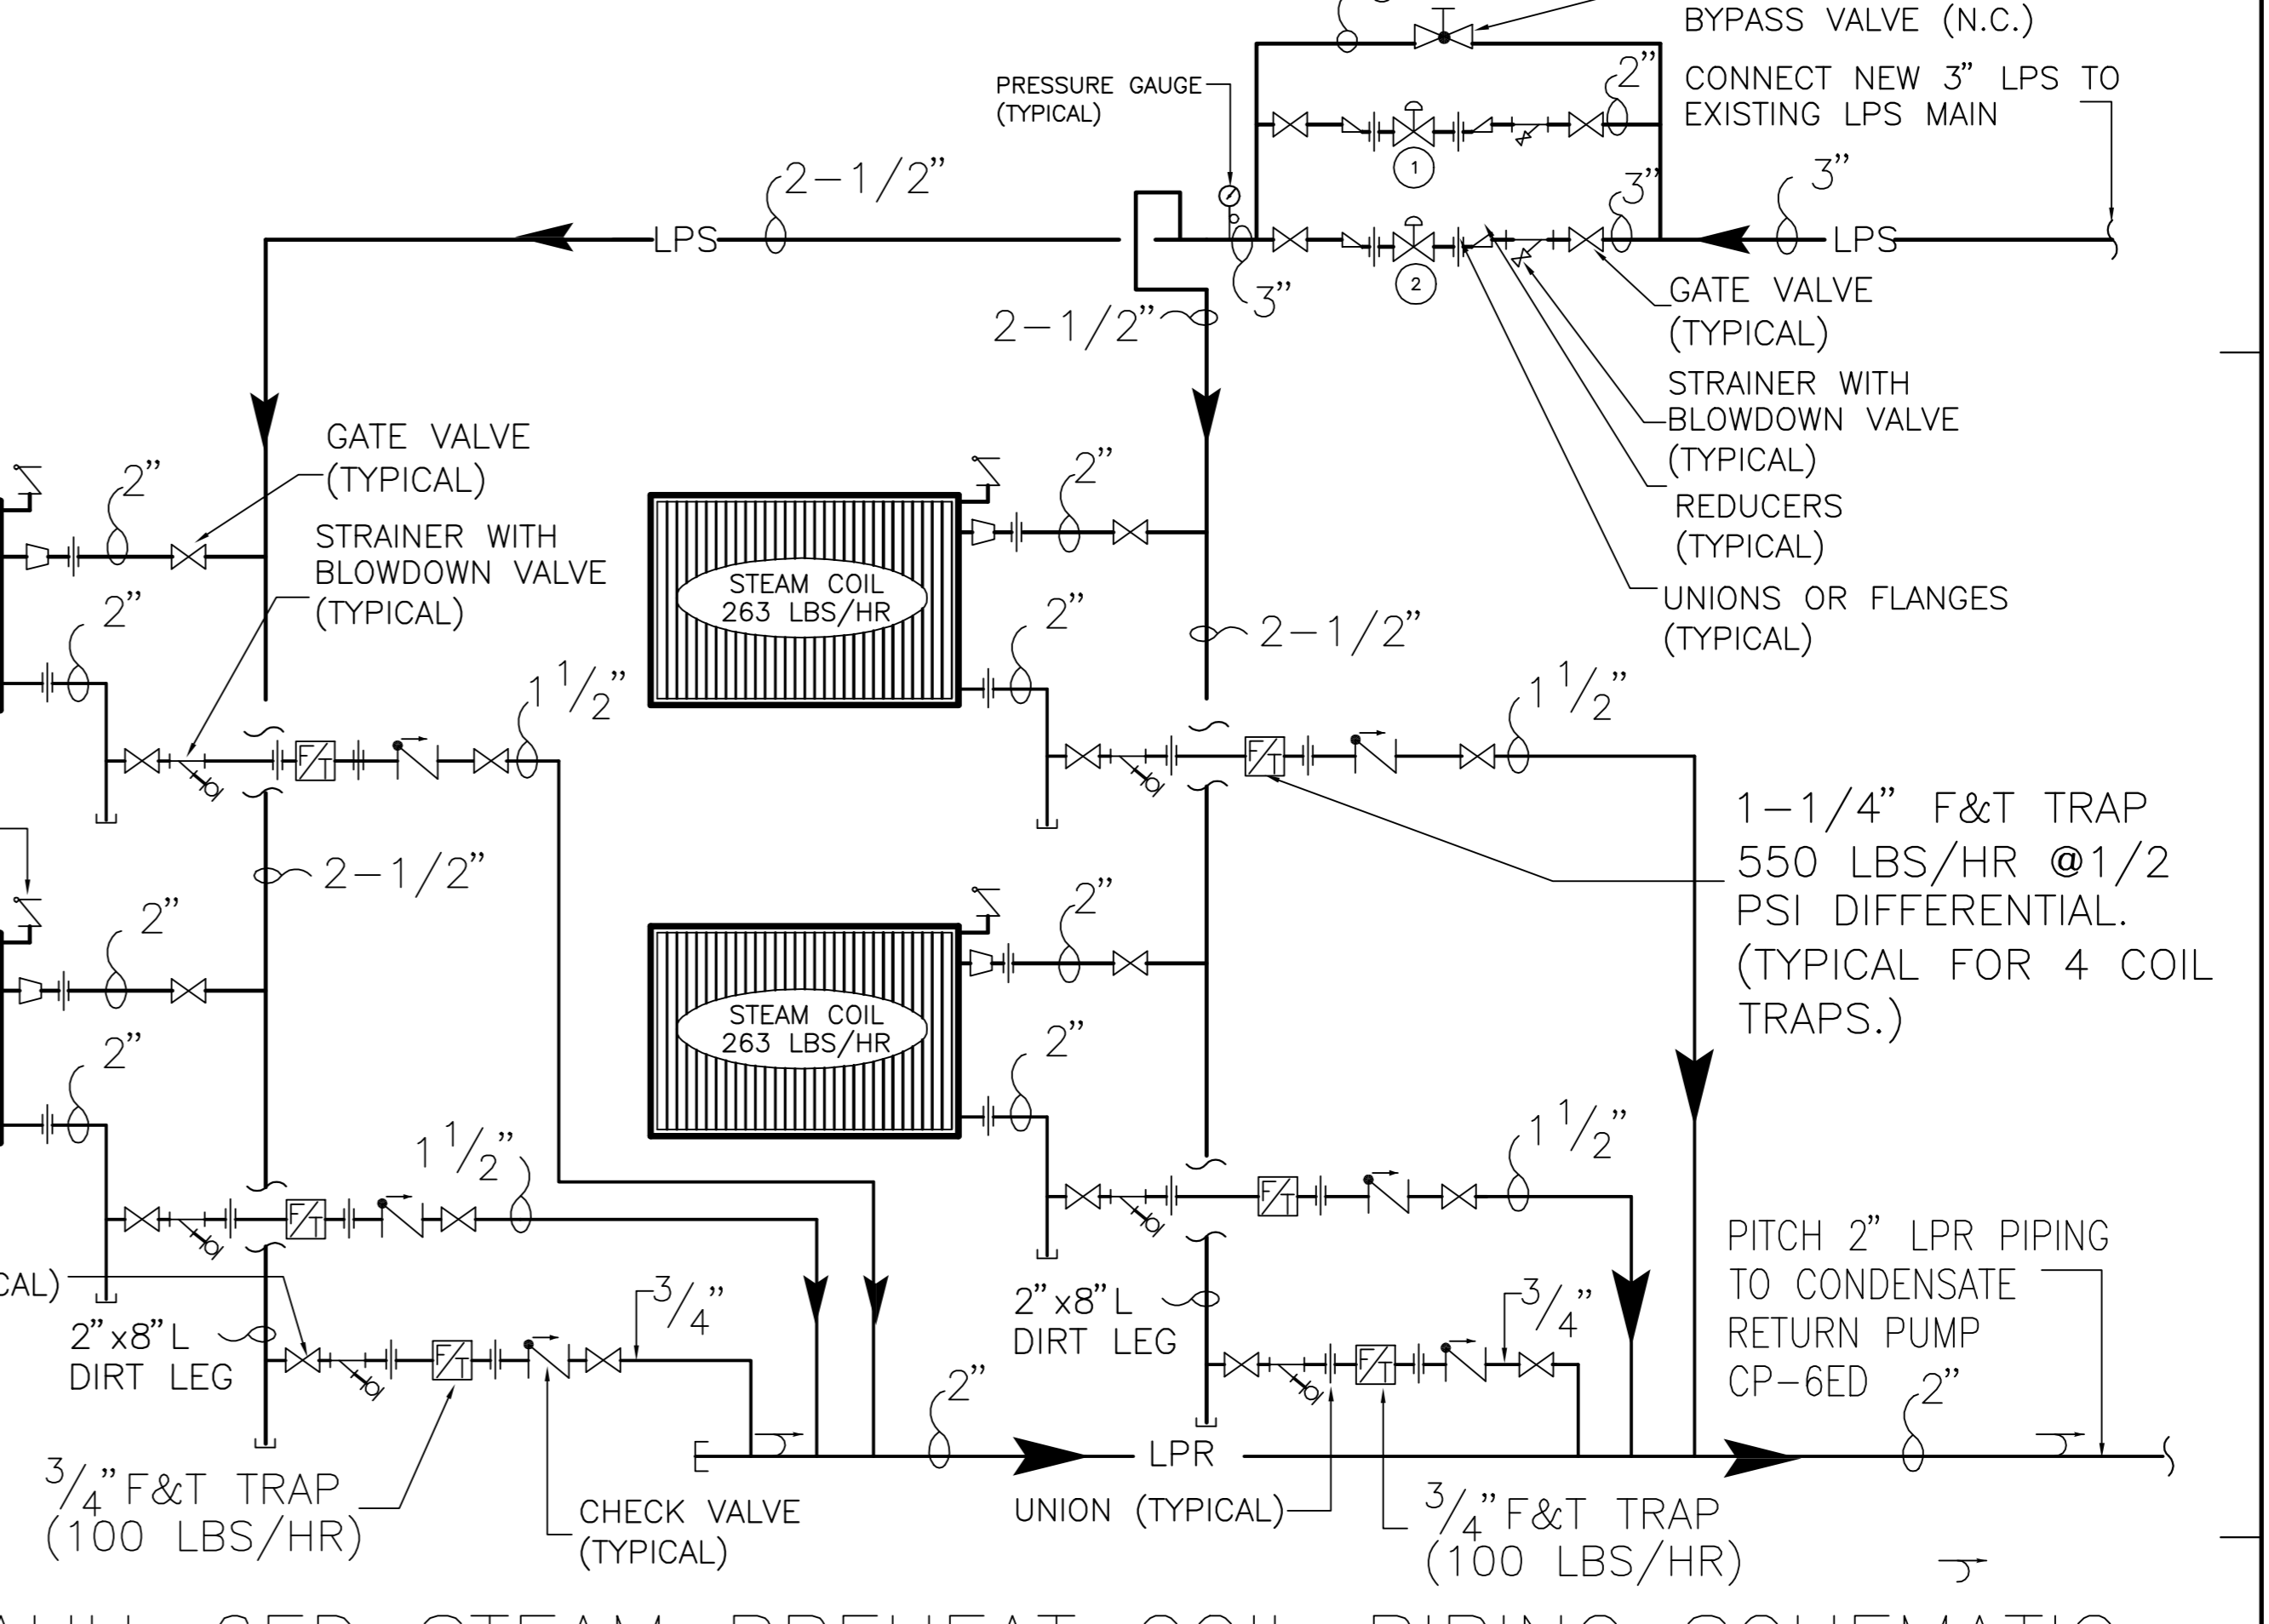 BYPASS VALVE (N.C.)
PRESSURE GAUGE
(TYPICAL)
2"
CONNECT NEW 3" LPS TO
EXISTING LPS MAIN
1
2-1/2"
3"
3"
LPS
LPS
2
3"
2-1/2"
GATE VALVE
(TYPICAL)
STRAINER WITH
BLOWDOWN VALVE
(TYPICAL)
REDUCERS
(TYPICAL)
UNIONS OR FLANGES
(TYPICAL)
GATE VALVE
(TYPICAL)
2"
2"
STRAINER WITH
BLOWDOWN VALVE
(TYPICAL)
STEAM COIL
263 LBS/HR
2"
2"
2-1/2"
1 1/2"
1 1/2"
F/T
F/T
1-1/4" F&T TRAP
550 LBS/HR @1/2
PSI DIFFERENTIAL.
(TYPICAL FOR 4 COIL
TRAPS.)
2-1/2"
2"
2"
STEAM COIL
263 LBS/HR
2"
2"
1 1/2"
1 1/2"
F/T
F/T
PITCH 2" LPR PIPING
TO CONDENSATE
RETURN PUMP
CP-6ED
CAL)
2"x8"L
DIRT LEG
3/4"
2"x8"L
DIRT LEG
3/4"
F/T
F/T
2"
2"
LPR
3/4" F&T TRAP
(100 LBS/HR)
CHECK VALVE
(TYPICAL)
UNION (TYPICAL)
3/4" F&T TRAP
(100 LBS/HR)
STEAM PREHEAT COIL PIPING SCHEMATIC